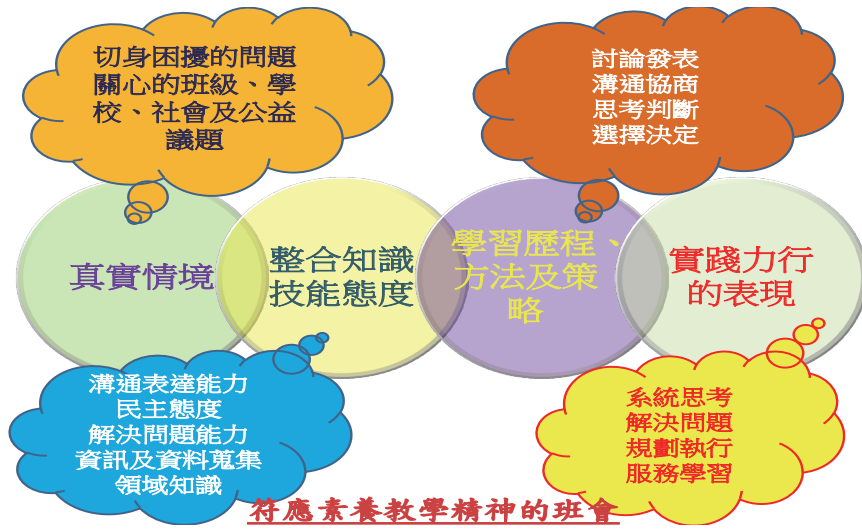 切身困擾的問題
關心的班級、學
校、社會及公益
議題
討論發表
溝通協商
思考判斷
選擇決定
真實情境
整合知識
技能態度
學習歷程、
方法及策
略
實踐力行
的表現
溝通表達能力
民主態度
解決問題能力
資訊及資料蒐集
領域知識
系統思考
解決問題
規劃執行
服務學習
符應素養教學精神的班會